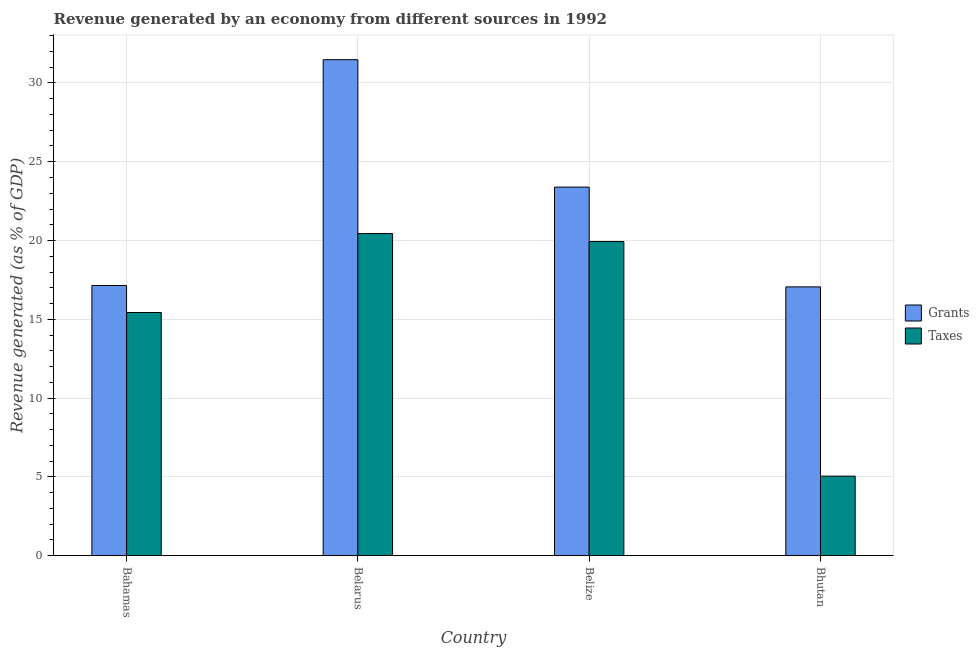 Revenue generated by an economy from different sources in 1992
Revenue generated (as % of GDP)
30
25
20
15
10
5
0
Bahamas
Belarus
Belize
Bhutan
Country
Grants
Taxes